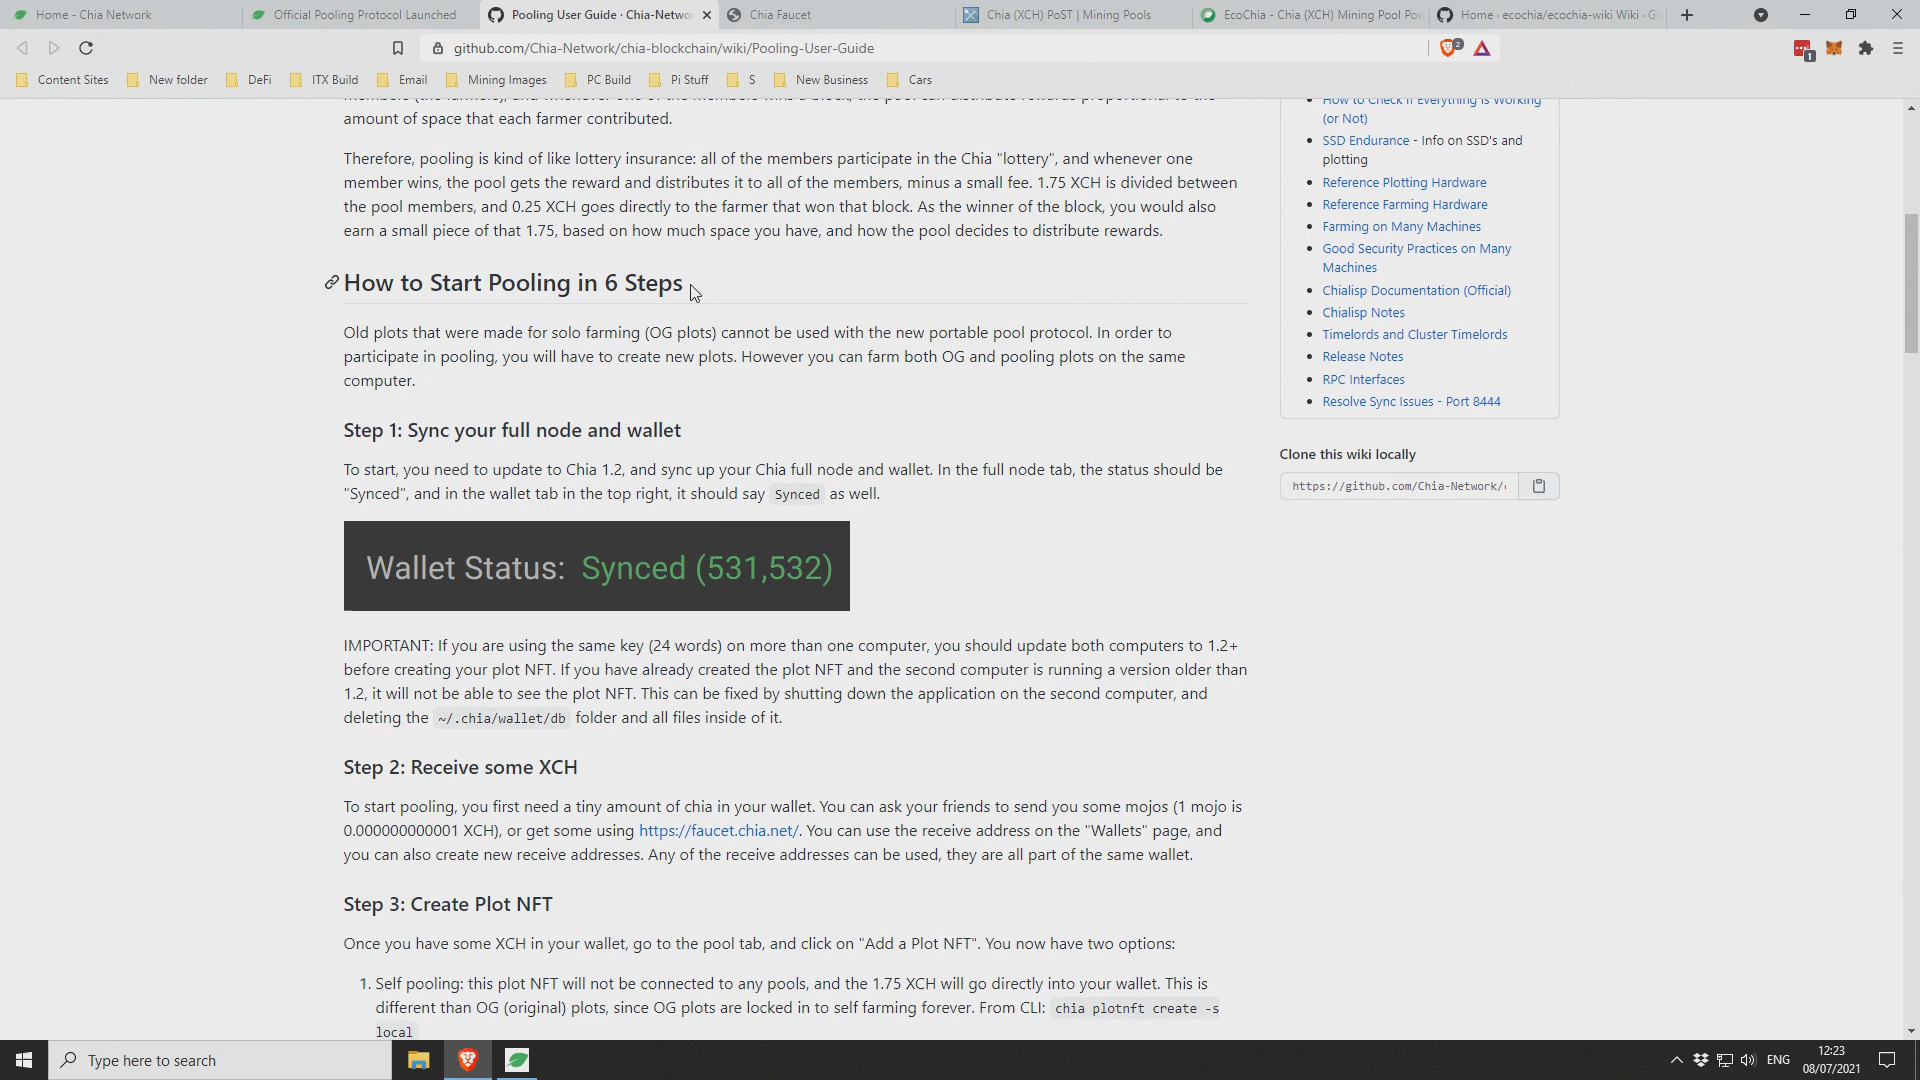 Home - Chia Network
Official Pooling Protocol Launched
Pooling User Guide · Chia-Networ
Chia Faucet
Chia (XCH) PoST | Mining Pools
EcoChia - Chia (XCH) Mining Pool Pow
Home · ecochia/ecochia-wiki Wiki · Git
github.com/Chia-Network/chia-blockchain/wiki/Pooling-User-Guide
2
1
Content Sites
New folder
DeFi
ITX Build
Email
Mining Images
PC Build
Pi Stuff
S
New Business
Cars
amount of space that each farmer contributed.
Therefore, pooling is kind of like lottery insurance: all of the members participate in the Chia "lottery", and whenever one
member wins, the pool gets the reward and distributes it to all of the members, minus a small fee. 1.75 XCH is divided between
the pool members, and 0.25 XCH goes directly to the farmer that won that block. As the winner of the block, you would also
earn a small piece of that 1.75, based on how much space you have, and how the pool decides to distribute rewards.
How to Start Pooling in 6 Steps
Old plots that were made for solo farming (OG plots) cannot be used with the new portable pool protocol. In order to
participate in pooling, you will have to create new plots. However you can farm both OG and pooling plots on the same
computer.
Step 1: Sync your full node and wallet
To start, you need to update to Chia 1.2, and sync up your Chia full node and wallet. In the full node tab, the status should be
"Synced", and in the wallet tab in the top right, it should say Synced as well.
Wallet Status: Synced (531,532)
IMPORTANT: If you are using the same key (24 words) on more than one computer, you should update both computers to 1.2+
before creating your plot NFT. If you have already created the plot NFT and the second computer is running a version older than
1.2, it will not be able to see the plot NFT. This can be fixed by shutting down the application on the second computer, and
deleting the ~/.chia/wallet/db folder and all files inside of it.
Step 2: Receive some XCH
To start pooling, you first need a tiny amount of chia in your wallet. You can ask your friends to send you some mojos (1 mojo is
0.000000000001 XCH), or get some using https://faucet.chia.net/. You can use the receive address on the "Wallets" page, and
you can also create new receive addresses. Any of the receive addresses can be used, they are all part of the same wallet.
Step 3: Create Plot NFT
Once you have some XCH in your wallet, go to the pool tab, and click on "Add a Plot NFT". You now have two options:
1. Self pooling: this plot NFT will not be connected to any pools, and the 1.75 XCH will go directly into your wallet. This is
different than OG (original) plots, since OG plots are locked in to self farming forever. From CLI: chia plotnft create -s
local
How to Check if Everything is Working
(or Not)
SSD Endurance - Info on SSD's and
plotting
Reference Plotting Hardware
Reference Farming Hardware
Farming on Many Machines
Good Security Practices on Many
Machines
Chialisp Documentation (Official)
Chialisp Notes
Timelords and Cluster Timelords
Release Notes
RPC Interfaces
Resolve Sync Issues - Port 8444
Clone this wiki locally
https://github.com/Chia-Network/c
Type here to search
ENG
12:23
08/07/2021